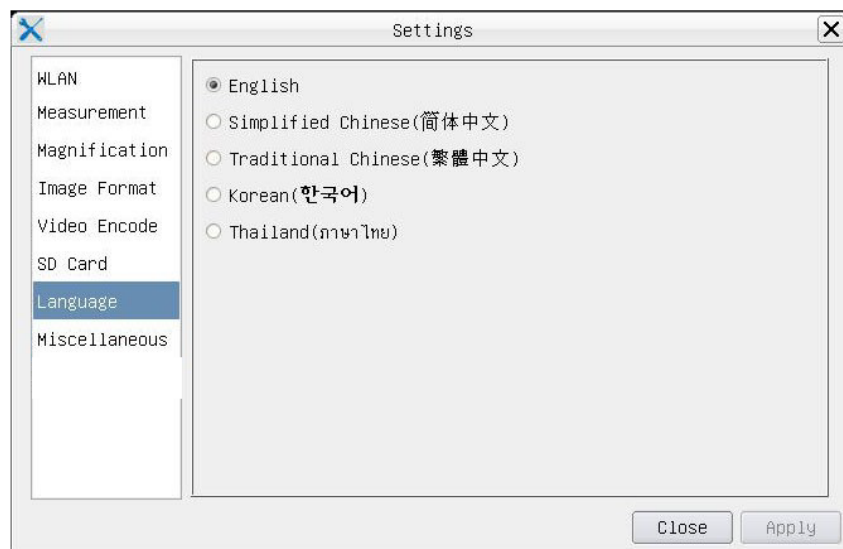 Settings
WLAN
Measurement
Magnification
Image Format
Video Encode
SD Card
Language
Miscellaneous
English
Simplified Chinese(简体中文)
Traditional Chinese(繁體中文)
Korean(한국어)
Thailand(ภาษาไทย)
Close
Apply